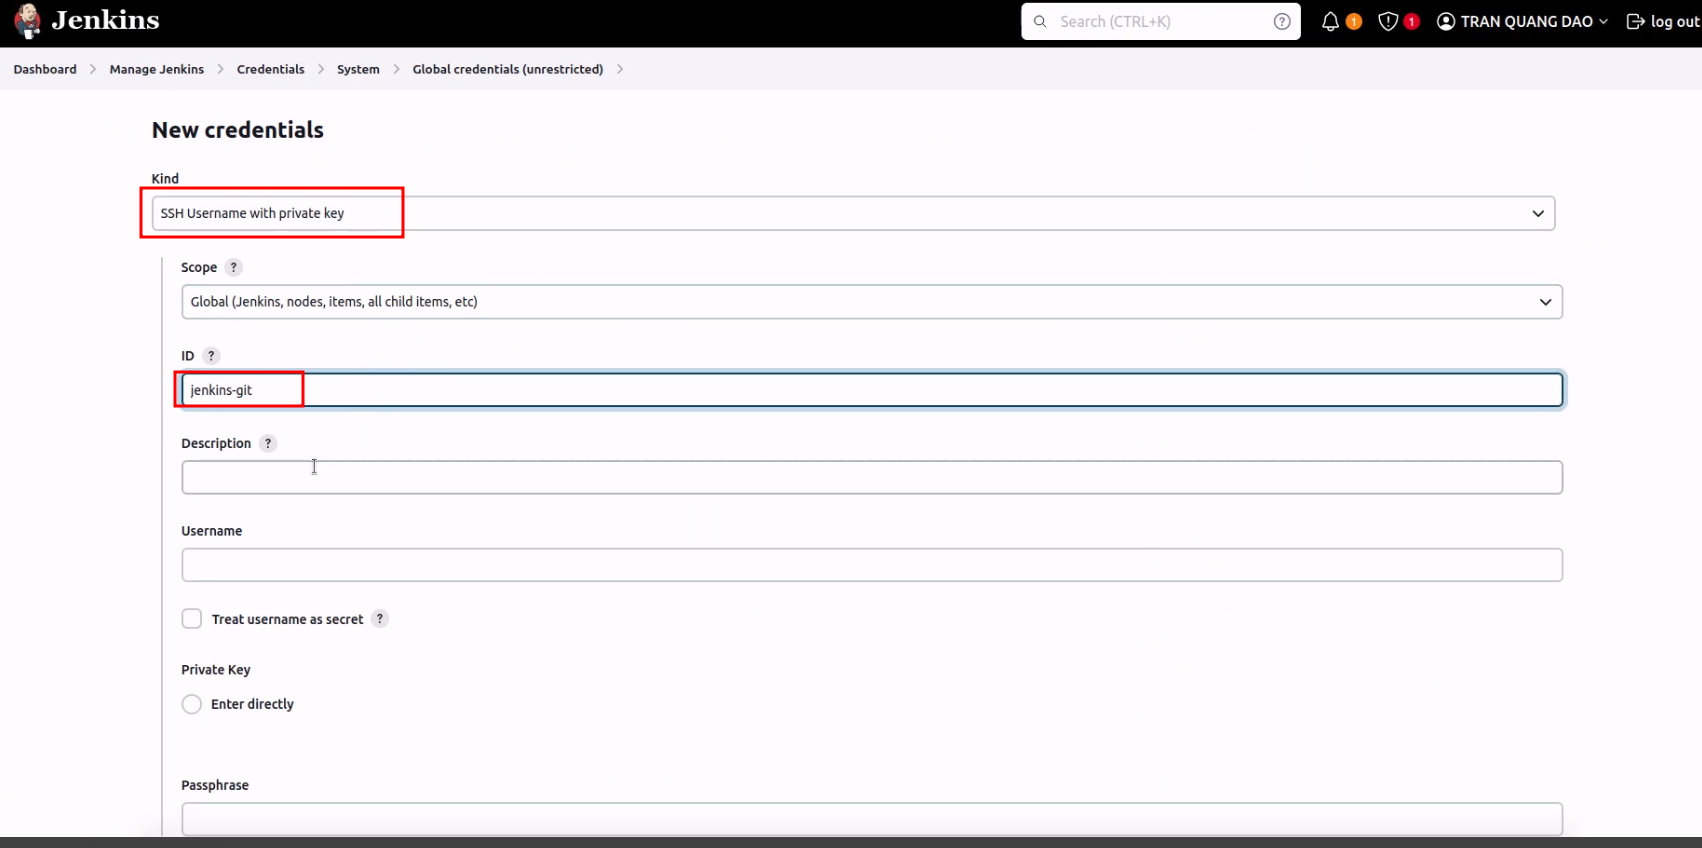 Jenkins
Search (CTRL+K) ? 1 1 TRAN QUANG DAO log out
Dashboard > Manage Jenkins > Credentials > System > Global credentials (unrestricted) >
New credentials
Kind
SSH Username with private key
Scope ?
Global (Jenkins, nodes, items, all child items, etc)
ID ?
jenkins-git
Description ?
Username
Treat username as secret ?
Private Key
Enter directly
Passphrase